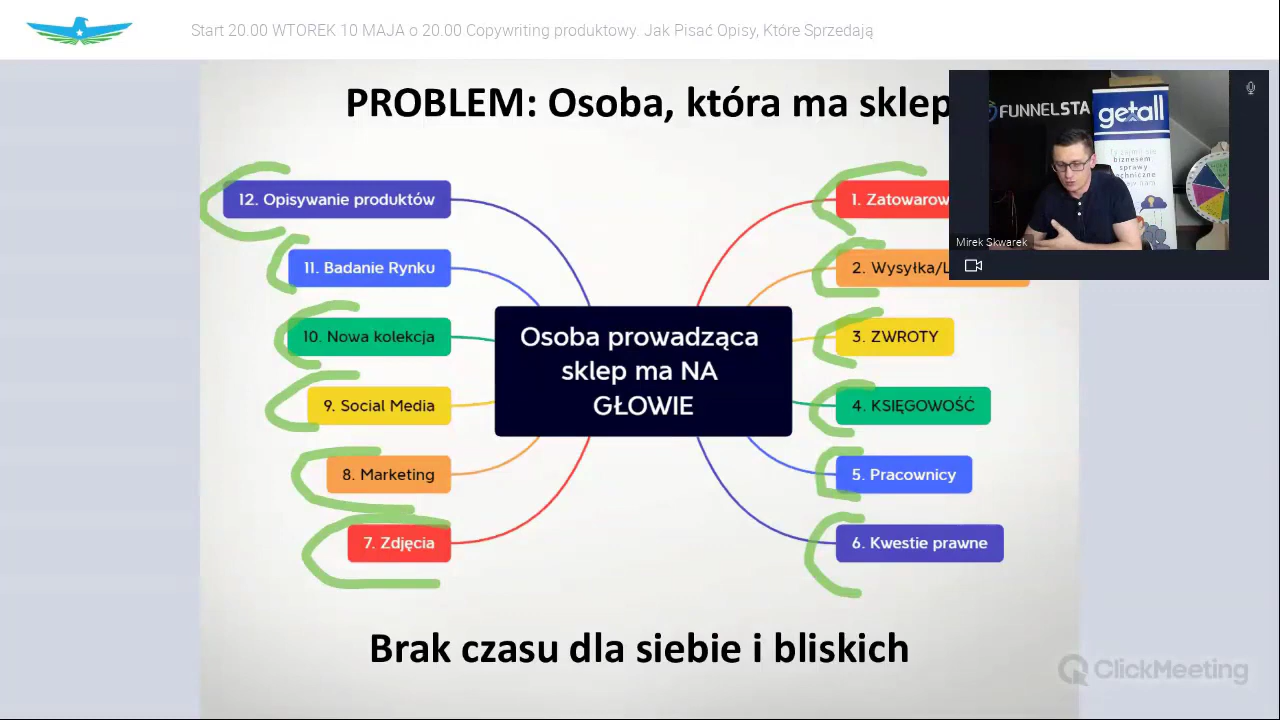 Start 20.00 WTOREK 10 MAJA o 20.00 Copywriting produktowy. Jak Pisać Opisy, Które Sprzedają
PROBLEM: Osoba, która ma sklep
FUNNELSTA
getall
biznesem
sprawy
techniczne
Mirek Skwarek
12. Opisywanie produktów
11. Badanie Rynku
10. Nowa kolekcja
9. Social Media
8. Marketing
7. Zdjęcia
Osoba prowadząca
sklep ma NA
GŁOWIE
1. Zatowarow
2. Wysyłka/L
3. ZWROTY
4. KSIĘGOWOŚĆ
5. Pracownicy
6. Kwestie prawne
Brak czasu dla siebie i bliskich
ClickMeeting